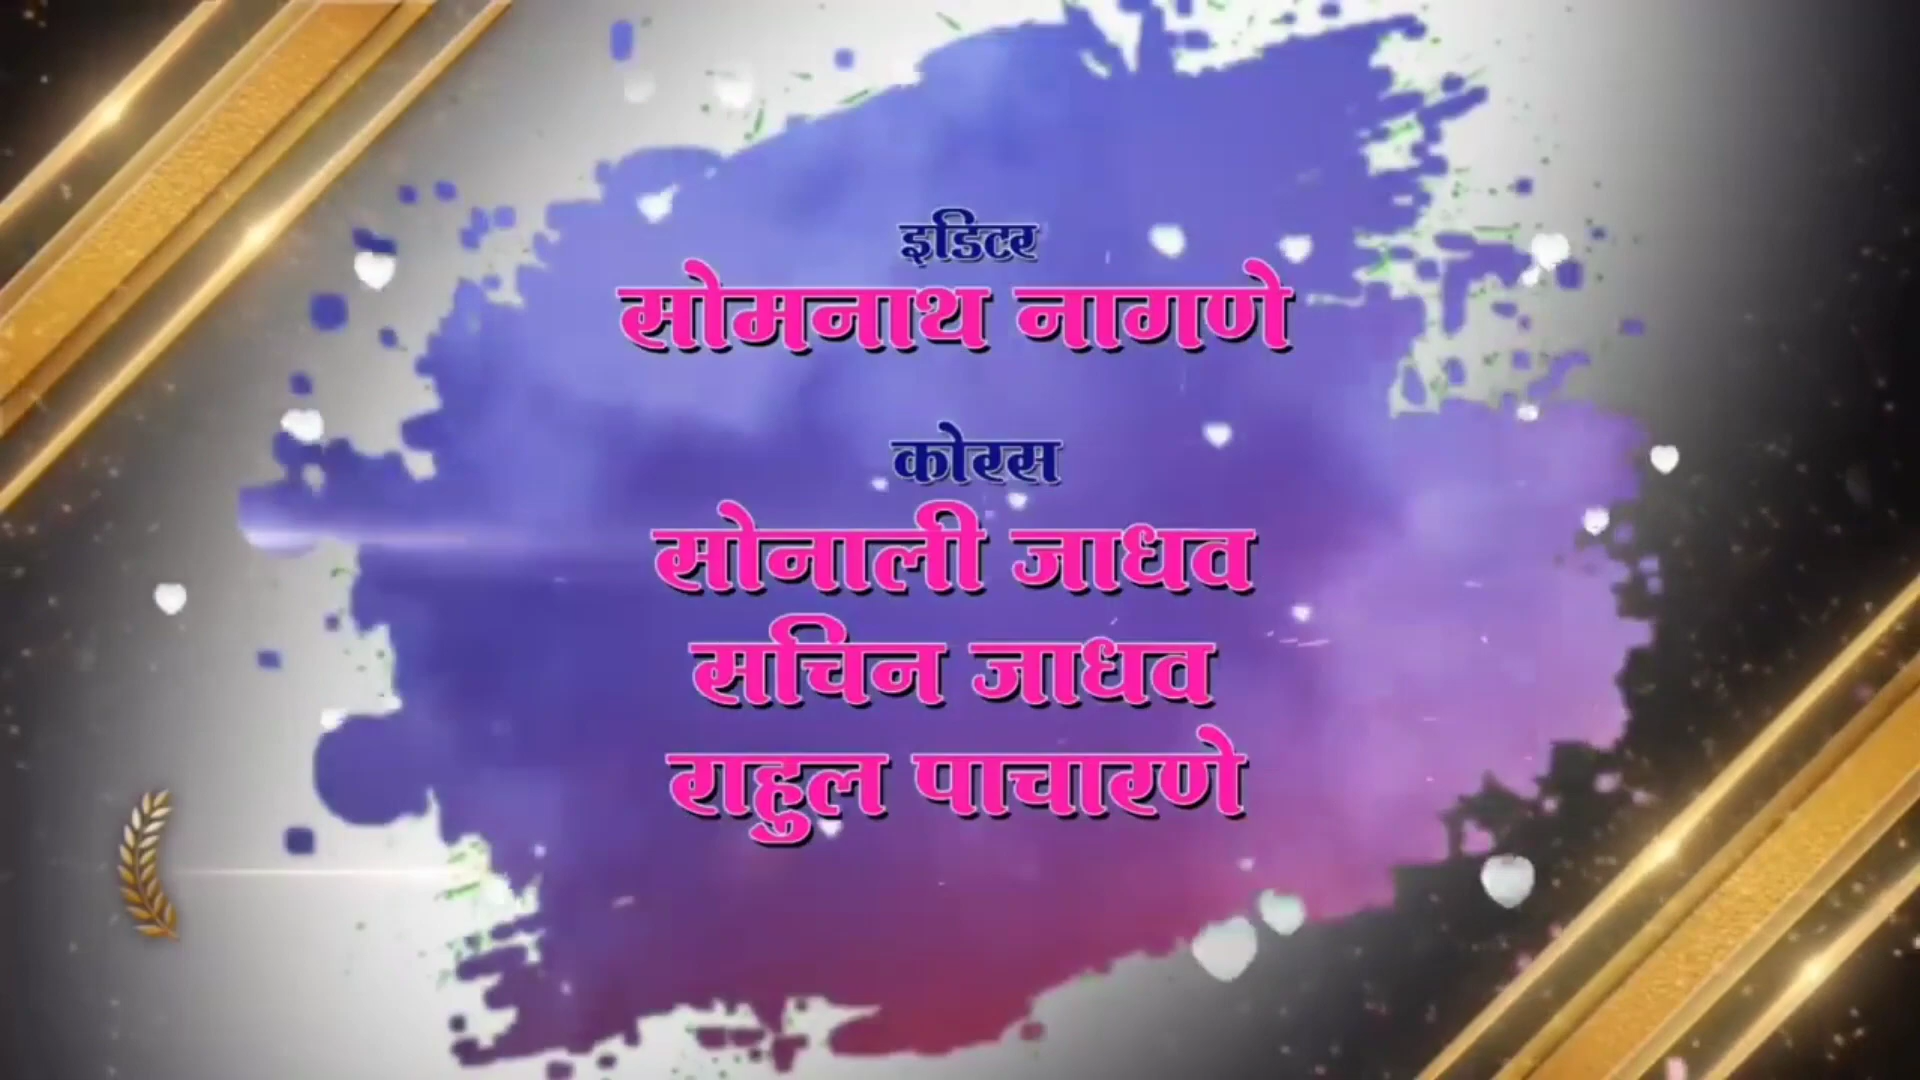 इडिटर
सोमनाथ नागणे
कोरस
सोनाली जाधव
सचिन जाधव
राहुल पाचारणे